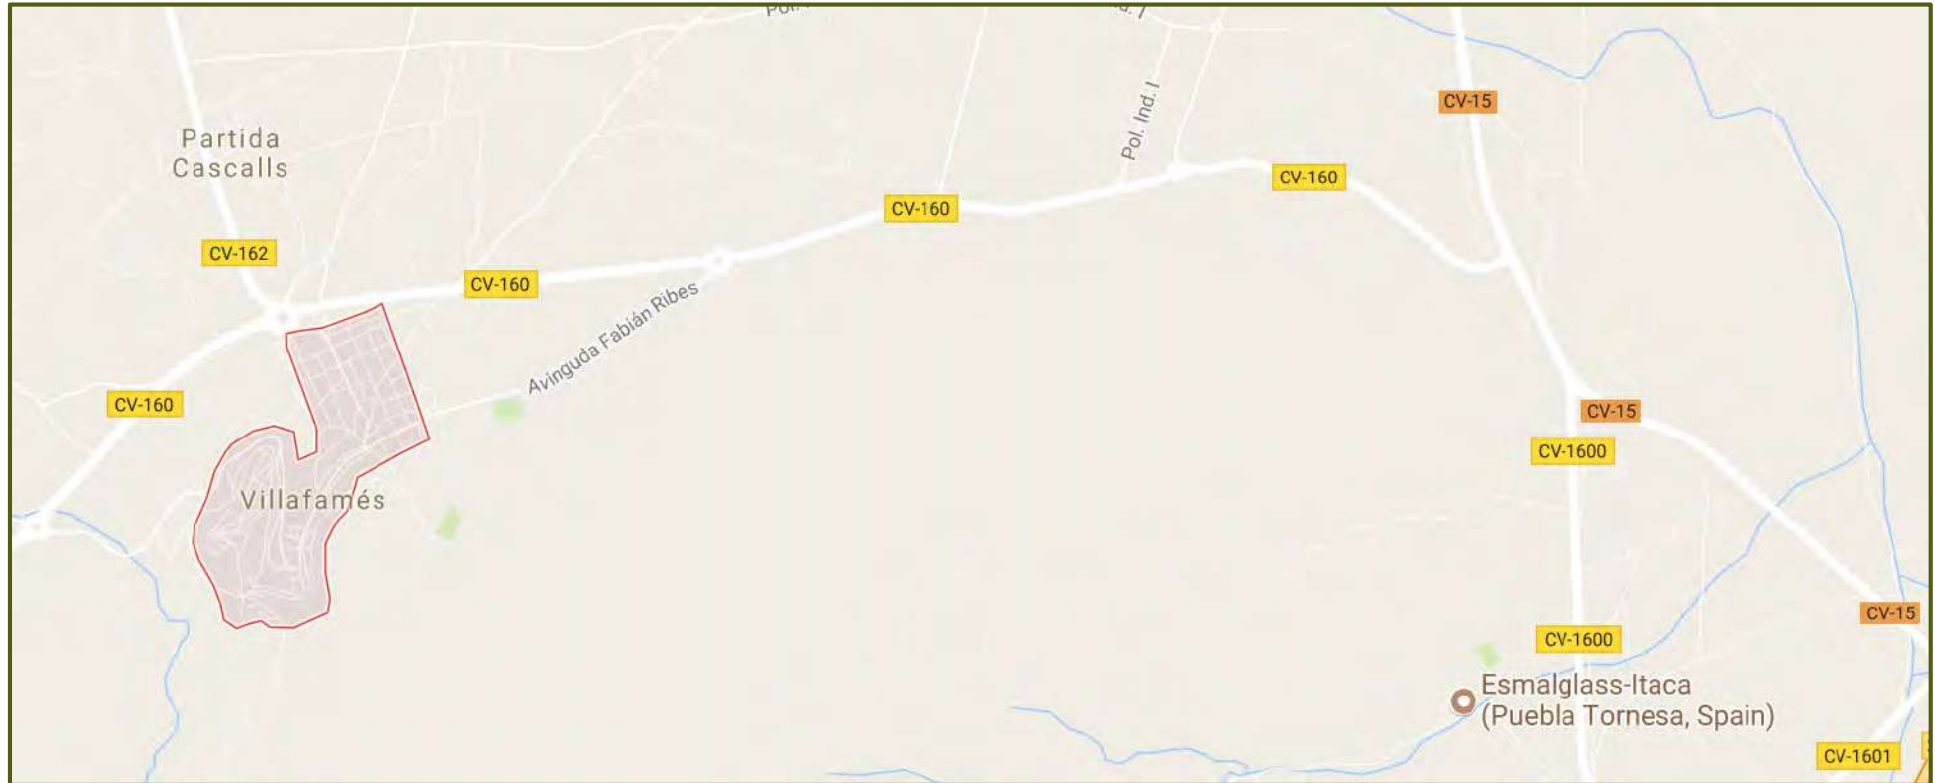 Pol.
CV-15
Pol. Ind. I
Partida
Cascalls
CV-160
CV-160
CV-162
CV-160
Avinguda Fabián Ribes
CV-160
CV-15
CV-1600
Villafamés
CV-15
CV-1600
Esmalglass-Itaca
(Puebla Tornesa, Spain)
CV-1601